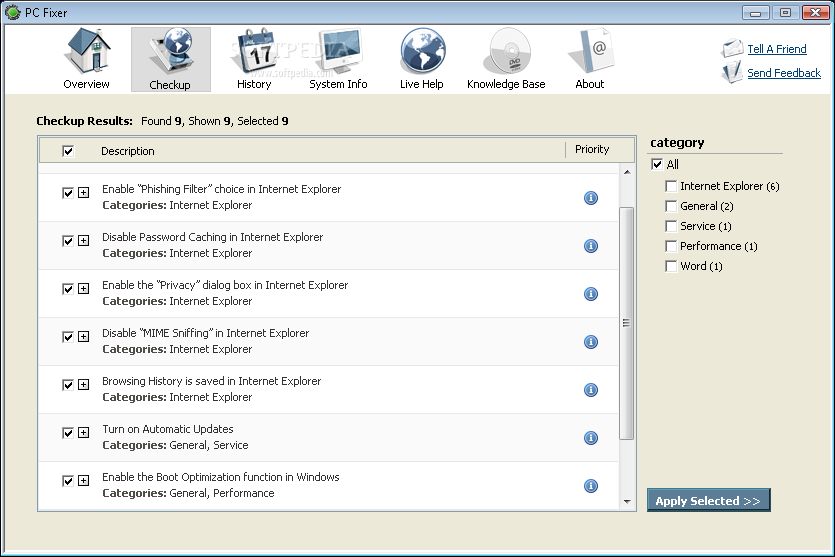 PC Fixer
SOFTPEDIA
www.softpedia.com
Overview
Checkup
History
17
System Info
Live Help
DVD
Knowledge Base
@
About
Tell A Friend
Send Feedback
Checkup Results: Found 9, Shown 9, Selected 9
Description
Priority
Enable "Phishing Filter" choice in Internet Explorer
Categories: Internet Explorer
Disable Password Caching in Internet Explorer
Categories: Internet Explorer
Enable the "Privacy" dialog box in Internet Explorer
Categories: Internet Explorer
Disable "MIME Sniffing" in Internet Explorer
Categories: Internet Explorer
Browsing History is saved in Internet Explorer
Categories: Internet Explorer
Turn on Automatic Updates
Categories: General, Service
Enable the Boot Optimization function in Windows
Categories: General, Performance
category
All
Internet Explorer (6)
General (2)
Service (1)
Performance (1)
Word (1)
Apply Selected >>